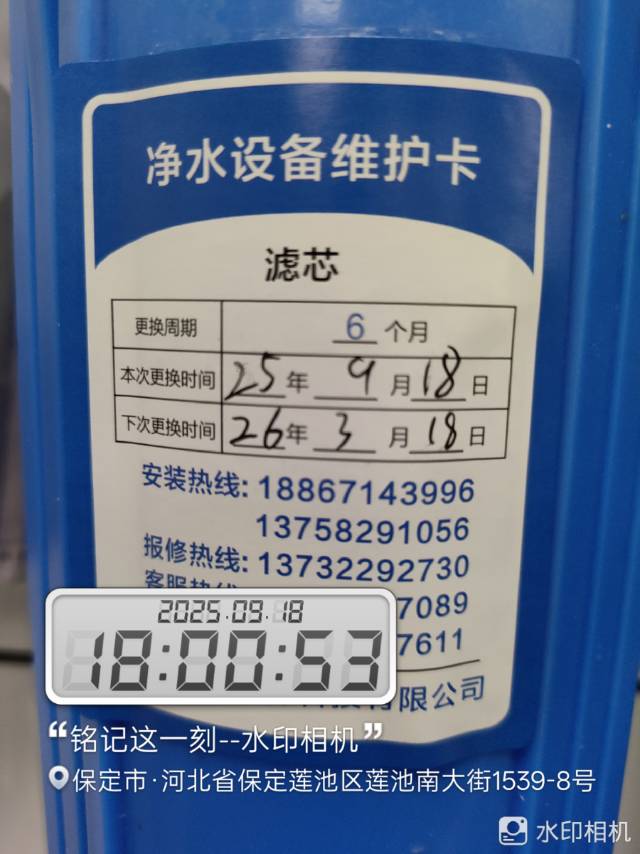 净水设备维护卡
滤芯
更换周期 6 个月
本次更换时间 25 年 9 月 18 日
下次更换时间 26 年 3 月 18 日
安装热线: 18867143996
13758291056
报修热线: 13732292730
客服热线 7089
7611
有限公司
2025.09.18
18:00:53
“铭记这一刻--水印相机”
保定市·河北省保定莲池区莲池南大街1539-8号
水印相机